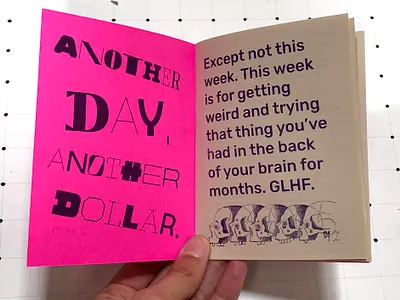 ANOTHER
DAY,
ANOTHER
DOLLAR.
Except not this
week. This week
is for getting
weird and trying
that thing you've
had in the back
of your brain for
months. GLHF.